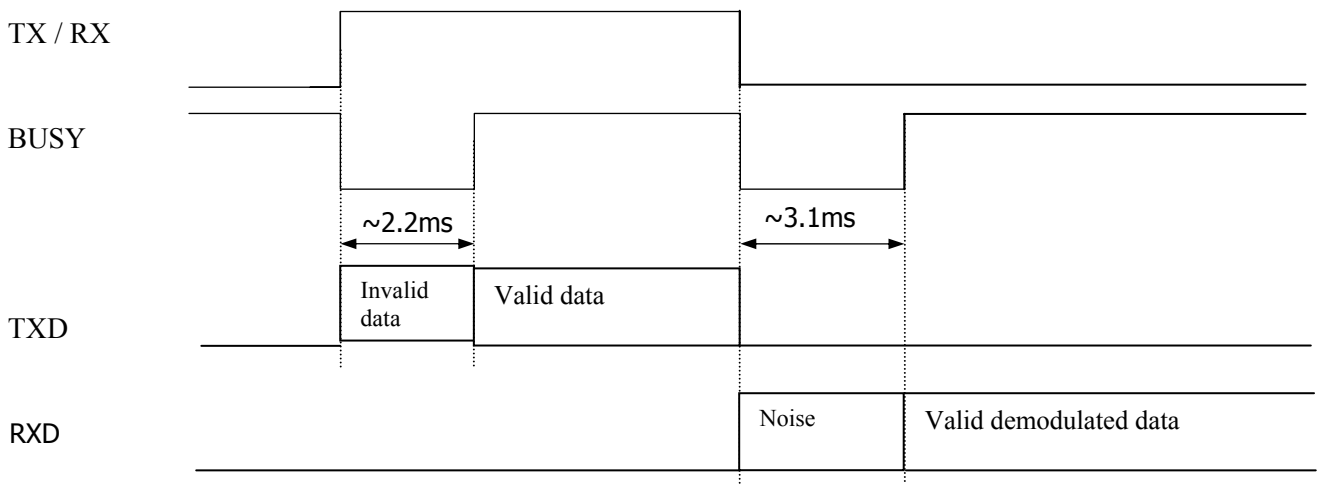 TX / RX
BUSY
~2.2ms
~3.1ms
Invalid
data
Valid data
TXD
Noise
Valid demodulated data
RXD